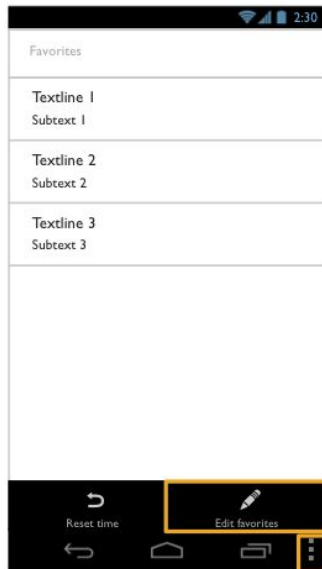 2:30
Favorites
Textline 1
Subtext 1
Textline 2
Subtext 2
Textline 3
Subtext 3
Reset time
Edit favorites